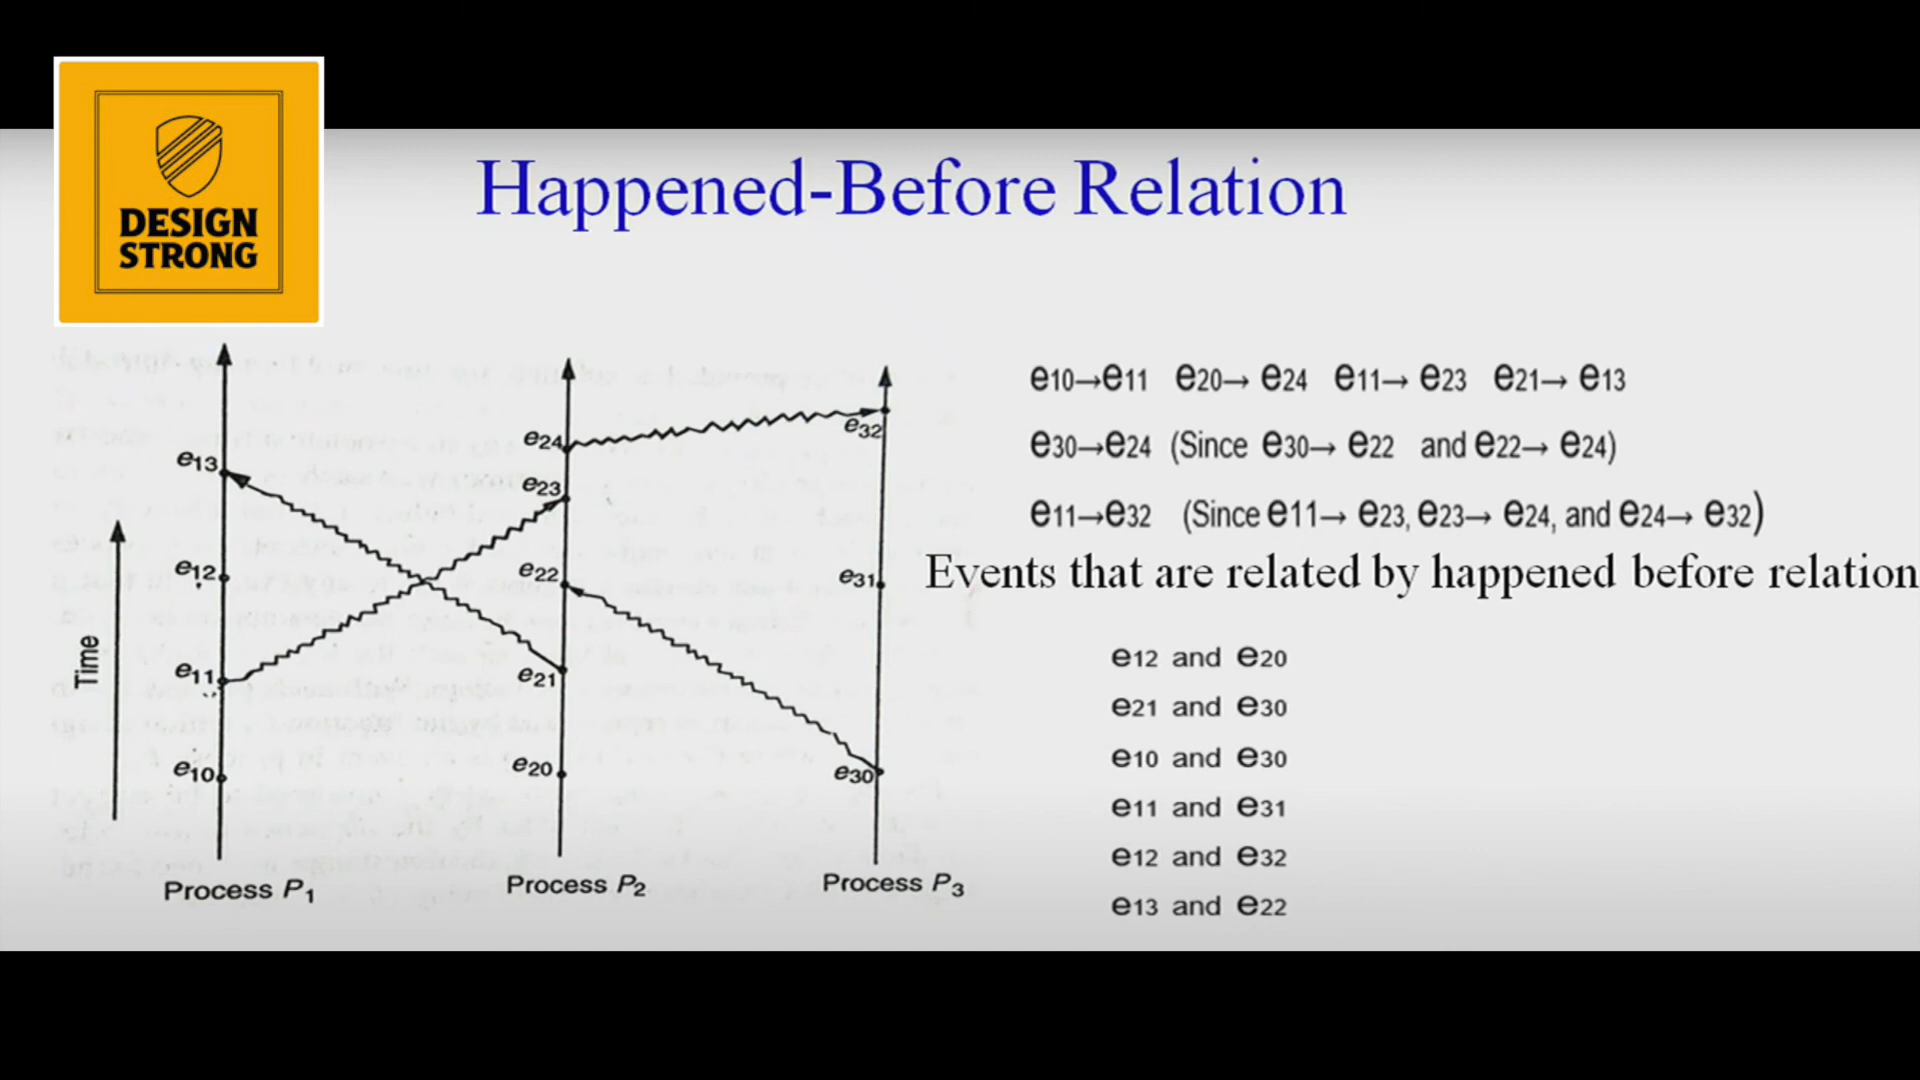 DESIGN
STRONG
Happened-Before Relation
e10→e11 e20→ e24 e11→ e23 e21→ e13
e30→e24 (Since e30→ e22 and e22→ e24)
e11→e32 (Since e11→ e23, e23→ e24, and e24→ e32)
Events that are related by happened before relation
e12 and e20
e21 and e30
e10 and e30
e11 and e31
e12 and e32
e13 and e22
e24
e32
e13
e23
e12
e22
e31
Time
e11
e21
e10
e20
e30
Process P1
Process P2
Process P3